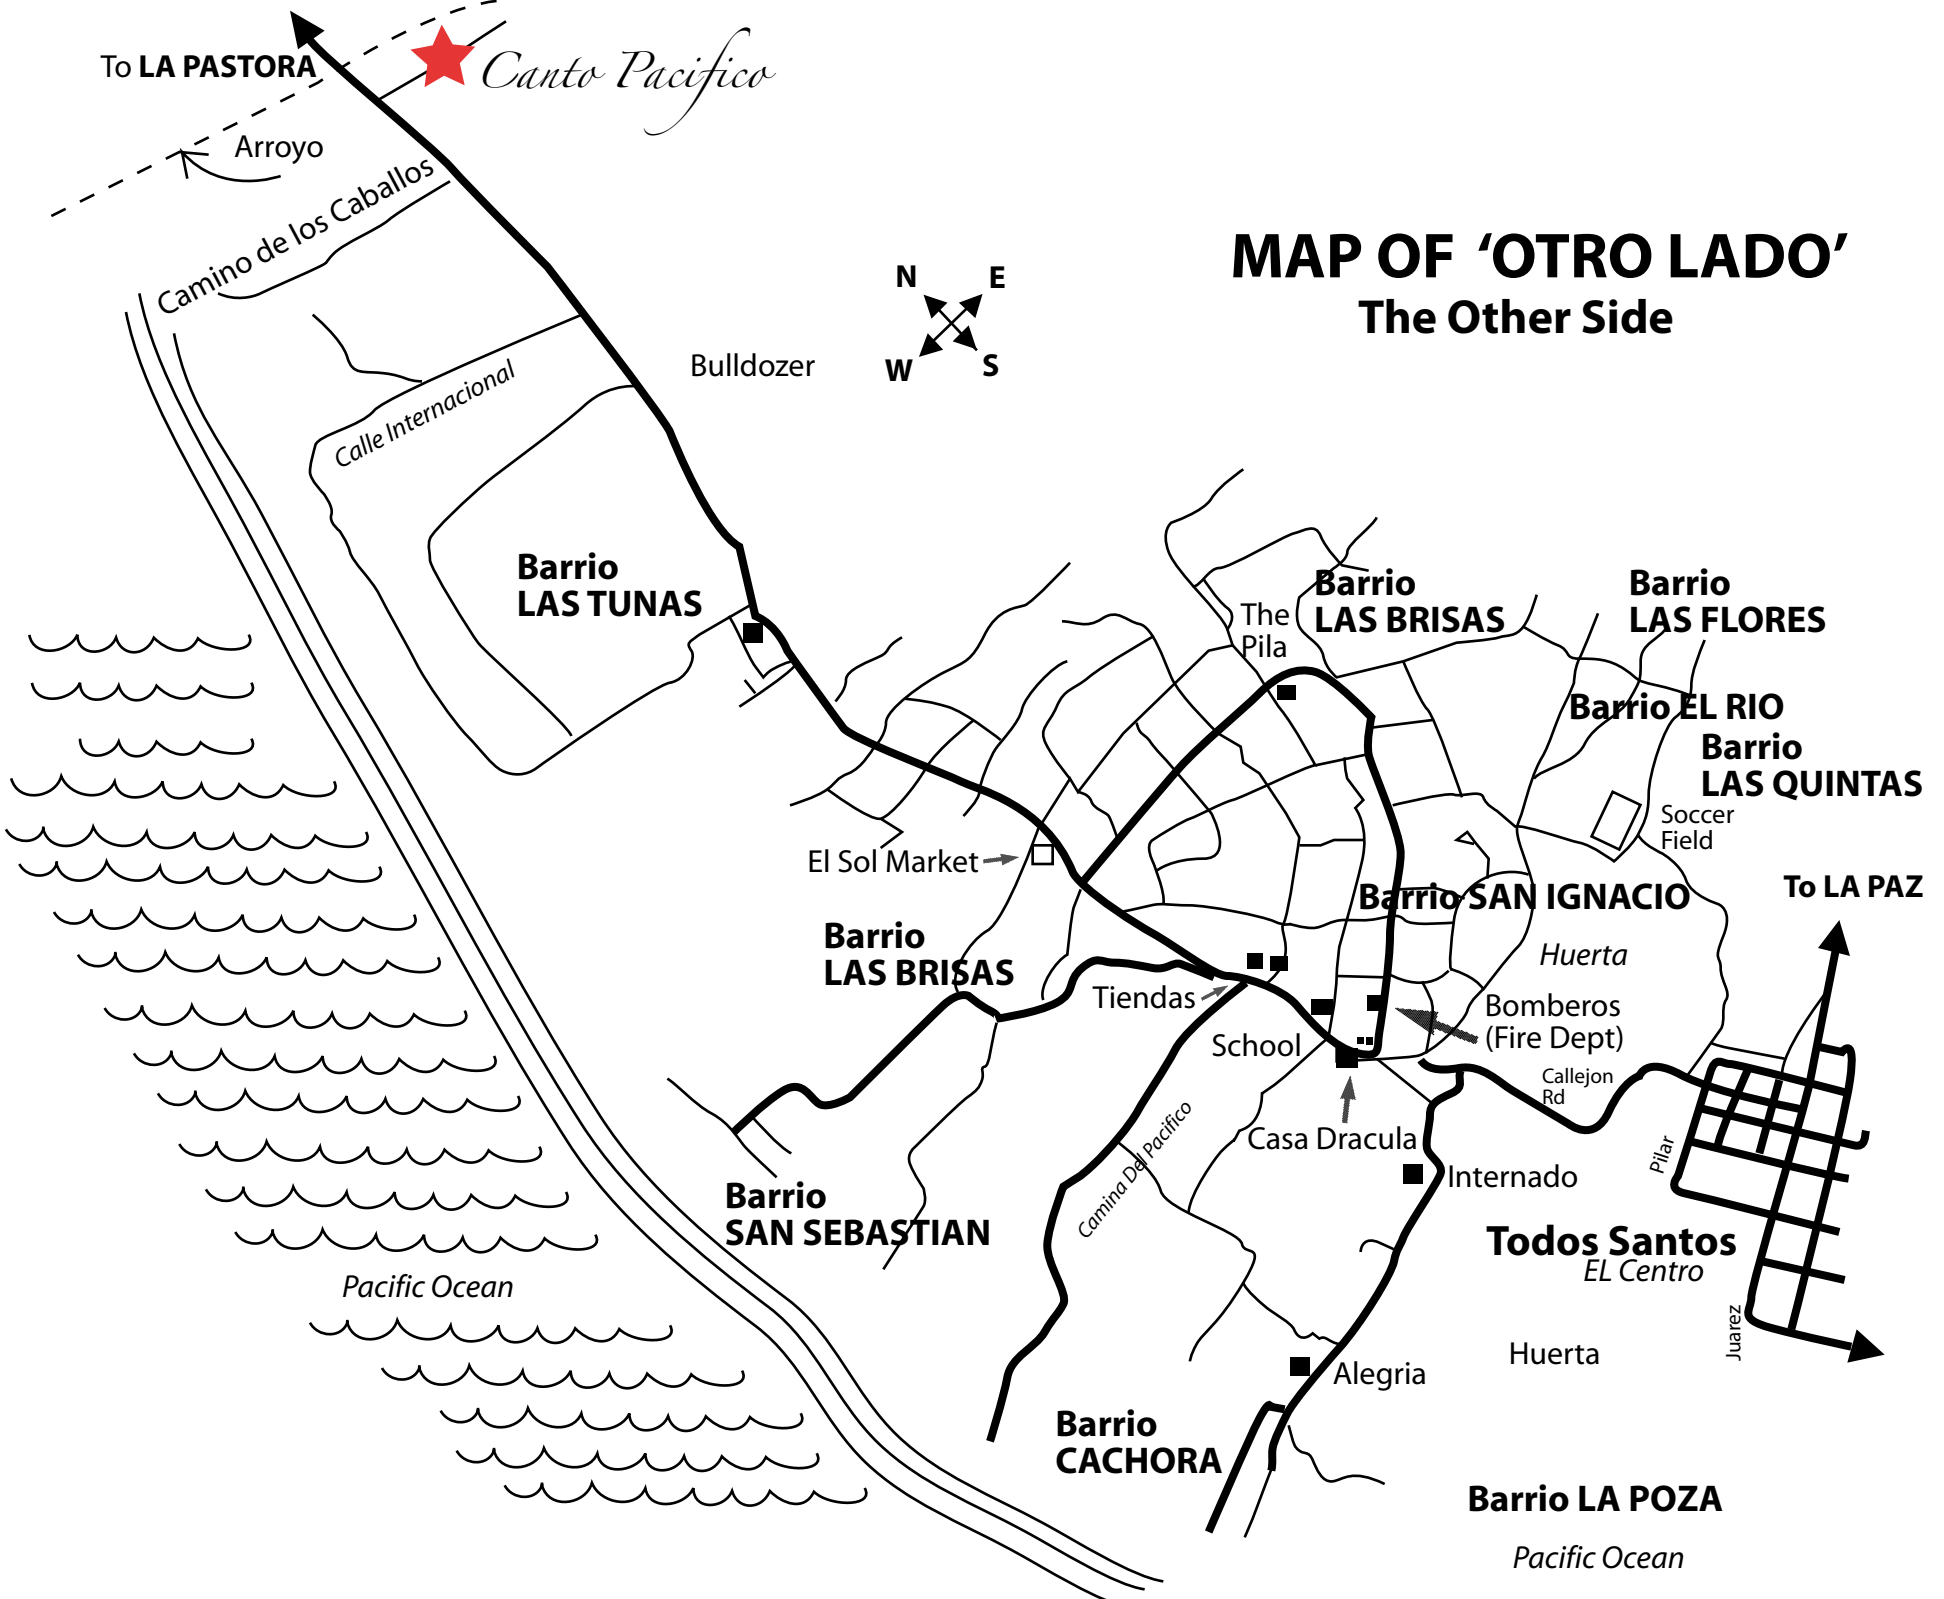 To LA PASTORA
Canto Pacifico
Arroyo
Camino de los Caballos
MAP OF 'OTRO LADO'
The Other Side
N
E
W
S
Bulldozer
Calle Internacional
Barrio
LAS TUNAS
The
Pila
Barrio
LAS BRISAS
Barrio
LAS FLORES
Barrio EL RIO
Barrio
LAS QUINTAS
Soccer
Field
El Sol Market
Barrio SAN IGNACIO
To LA PAZ
Barrio
LAS BRISAS
Huerta
Tiendas
Bomberos
(Fire Dept)
School
Callejon
Rd
Casa Dracula
Camina Del Pacifico
Pilar
Internado
Barrio
SAN SEBASTIAN
Todos Santos
EL Centro
Pacific Ocean
Juarez
Huerta
Alegria
Barrio
CACHORA
Barrio LA POZA
Pacific Ocean